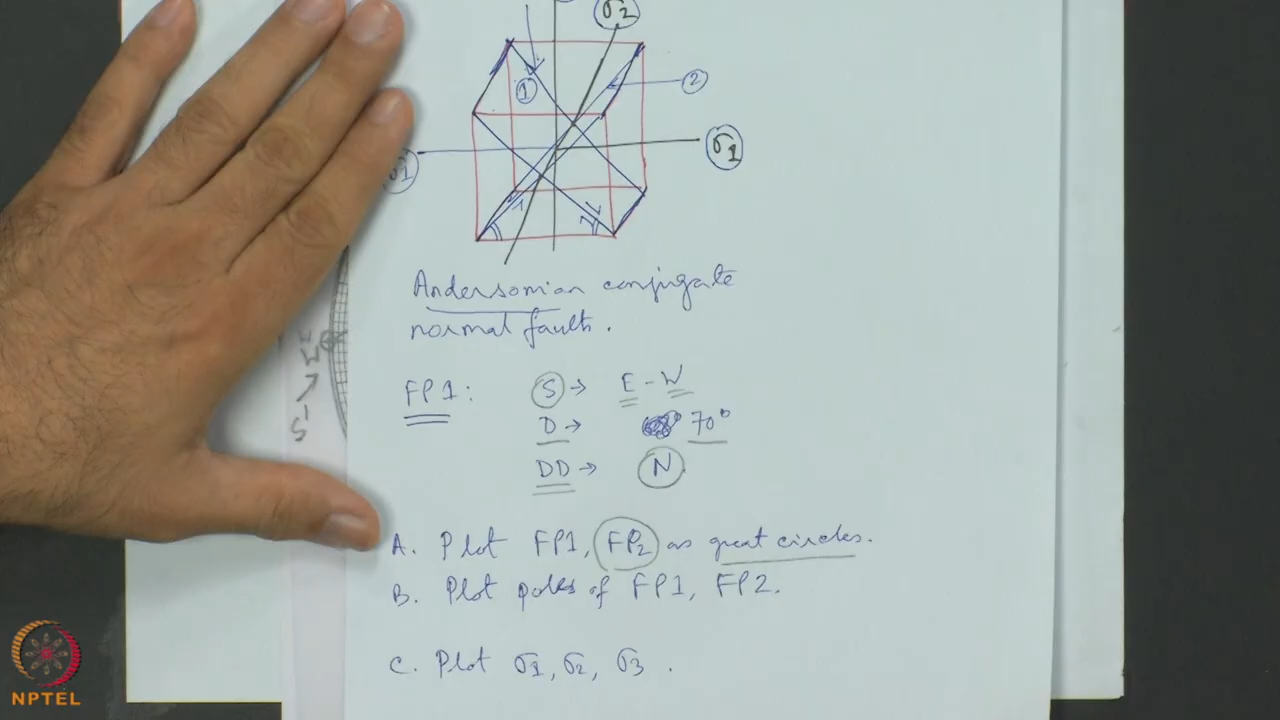 σ2
1
2
σ1
σ1
Andersonian conjugate
normal fault.
FP1: S → E - W
D → 70°
DD → N
S - W
A. Plot FP1, FP2 as great circles.
B. Plot poles of FP1, FP2.
C. Plot σ1, σ2, σ3.
NPTEL